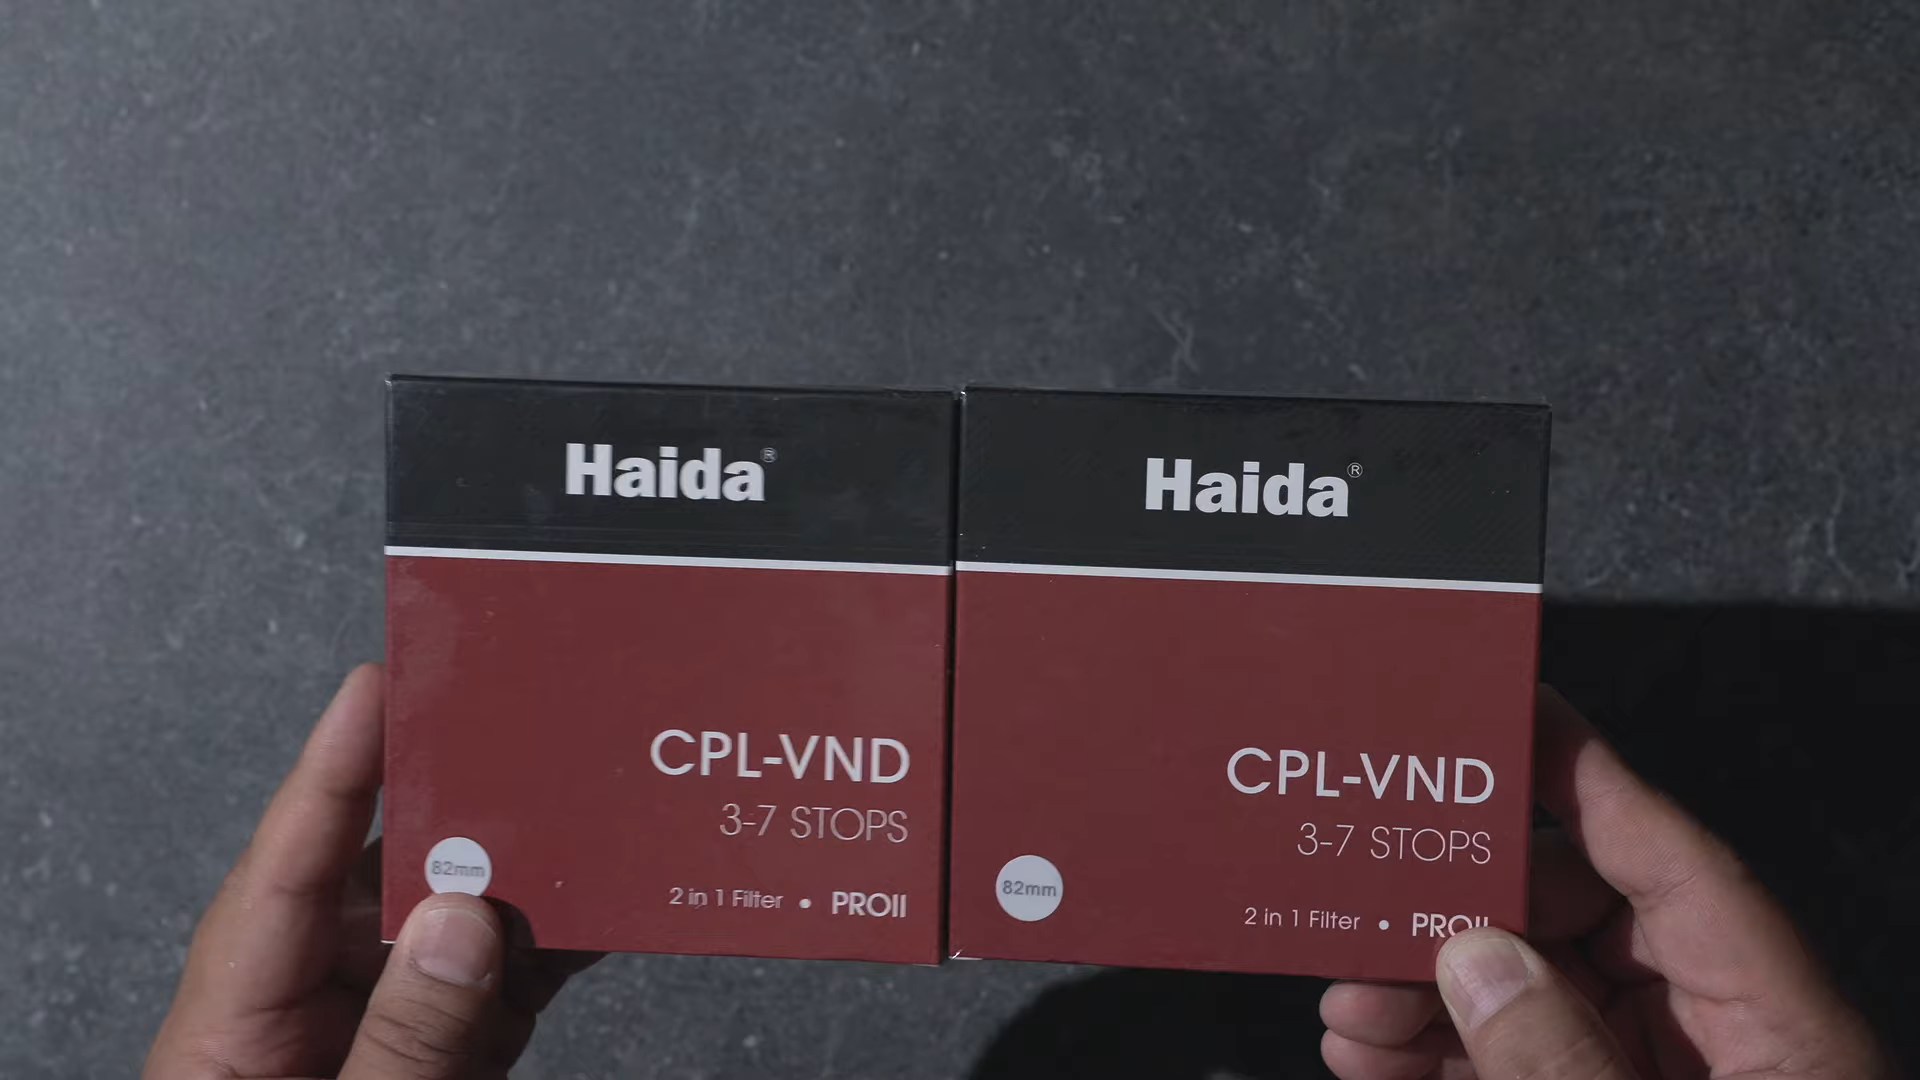 Haida®
CPL-VND
3-7 STOPS
82mm
2 in 1 Filter • PROII
Haida®
CPL-VND
3-7 STOPS
82mm
2 in 1 Filter • PROII